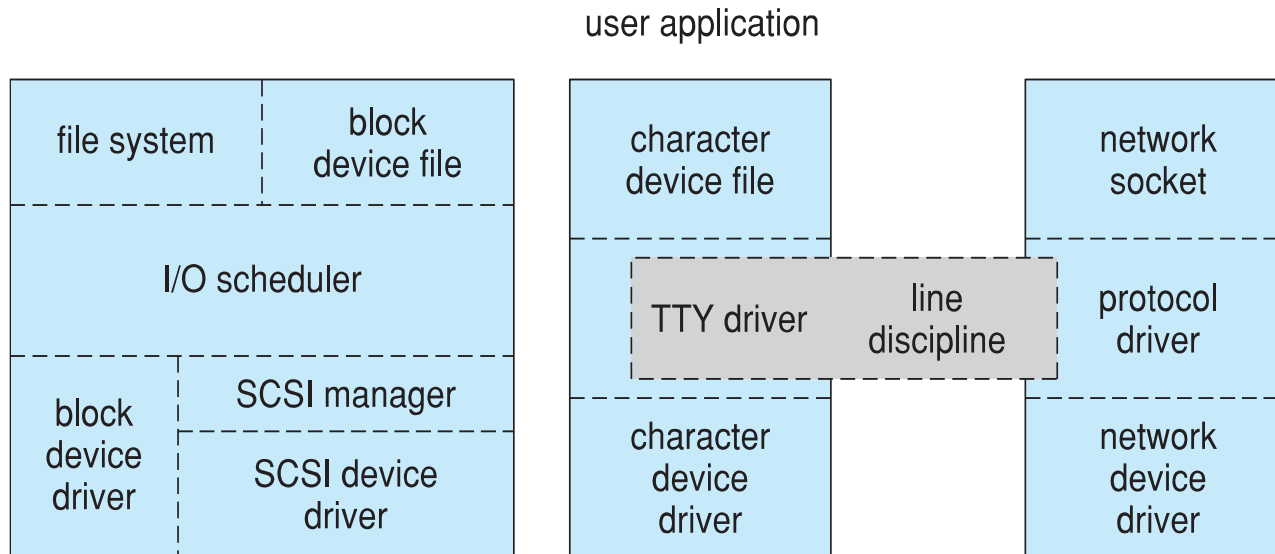 user application
file system
block
device file
I/O scheduler
block
device
driver
SCSI manager
SCSI device
driver
character
device file
TTY driver
line
discipline
character
device
driver
network
socket
protocol
driver
network
device
driver